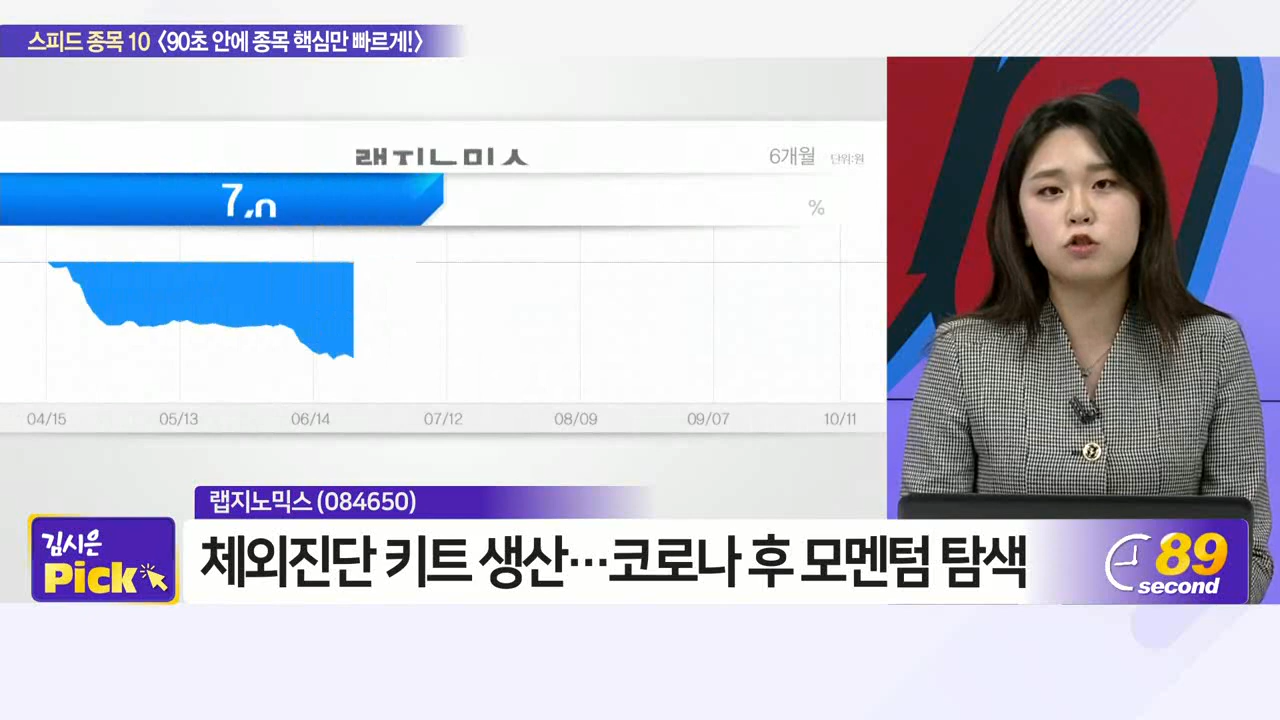 스피드 종목 10 <90초 안에 종목 핵심만 빠르게!>
6개월 단위:원
%
04/15 05/13 06/14 07/12 08/09 09/07 10/11
랩지노믹스 (084650)
김시은
Pick
체외진단 키트 생산…코로나 후 모멘텀 탐색
89
second